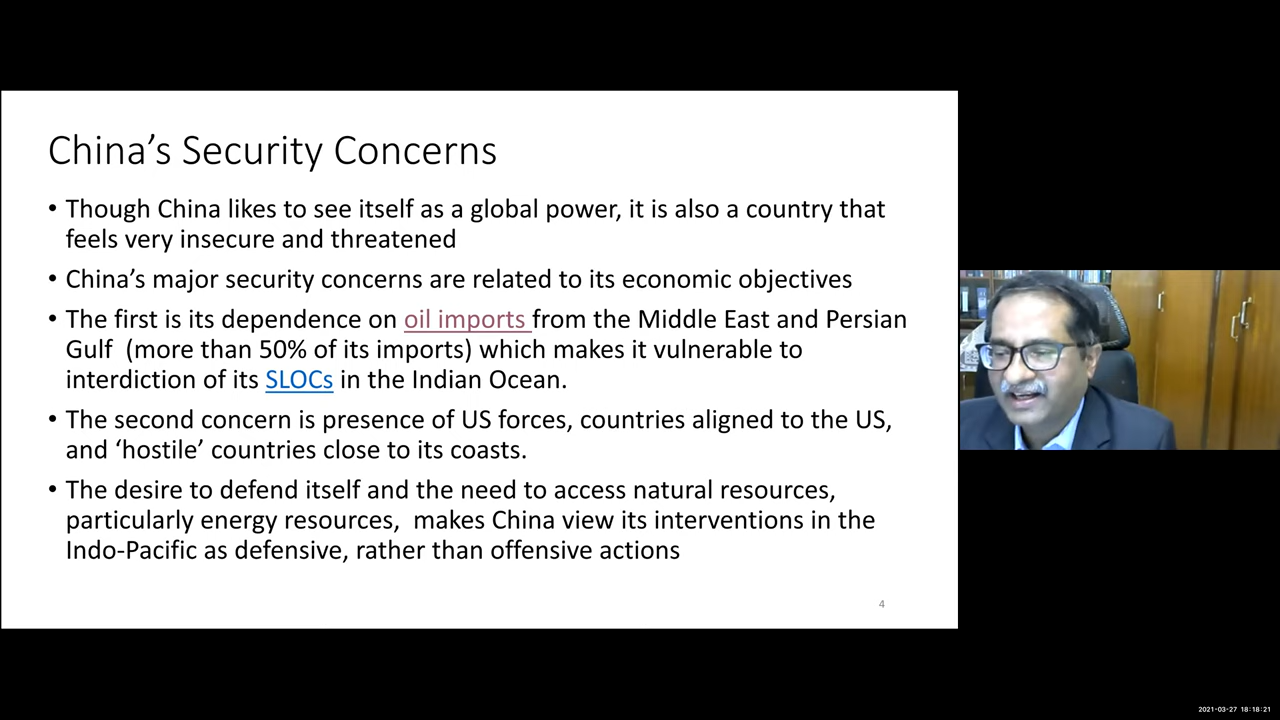 China’s Security Concerns
• Though China likes to see itself as a global power, it is also a country that
feels very insecure and threatened
• China’s major security concerns are related to its economic objectives
• The first is its dependence on oil imports from the Middle East and Persian
Gulf  (more than 50% of its imports) which makes it vulnerable to
interdiction of its SLOCs in the Indian Ocean.
• The second concern is presence of US forces, countries aligned to the US,
and ‘hostile’ countries close to its coasts.
• The desire to defend itself and the need to access natural resources,
particularly energy resources,  makes China view its interventions in the
Indo-Pacific as defensive, rather than offensive actions
4
2021-03-27 18:18:21